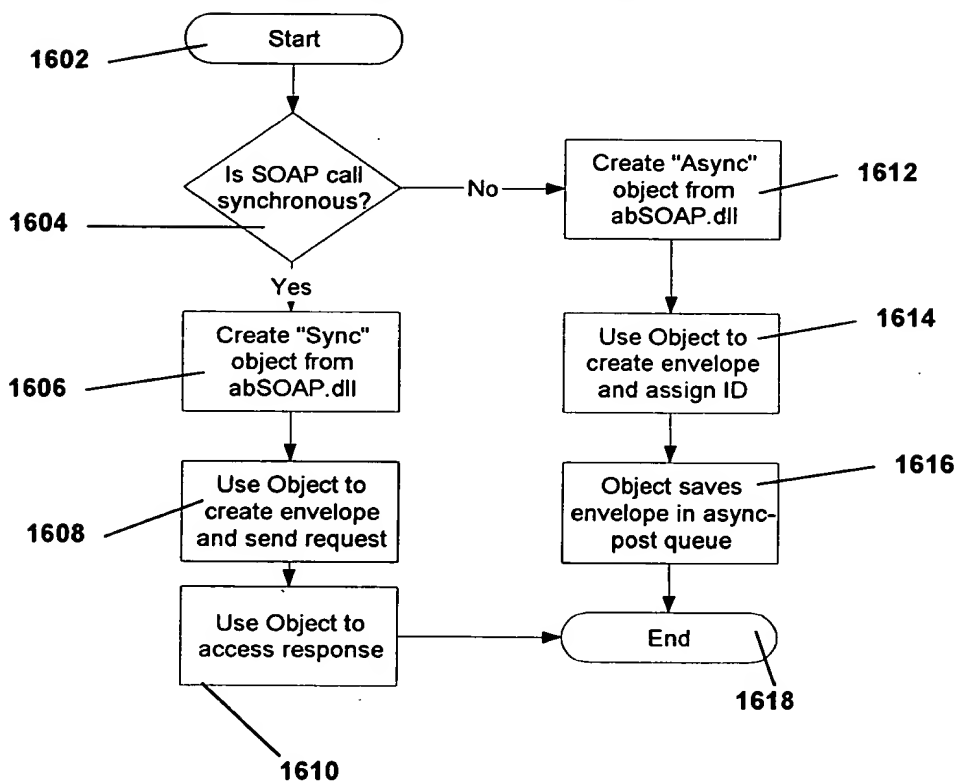 Start
1602
Is SOAP call
synchronous?
1604
No
Create "Async"
object from
abSOAP.dll
1612
Yes
Create "Sync"
object from
abSOAP.dll
1606
Use Object to
create envelope
and assign ID
1614
Use Object to
create envelope
and send request
1608
Object saves
envelope in async-
post queue
1616
Use Object to
access response
1610
End
1618